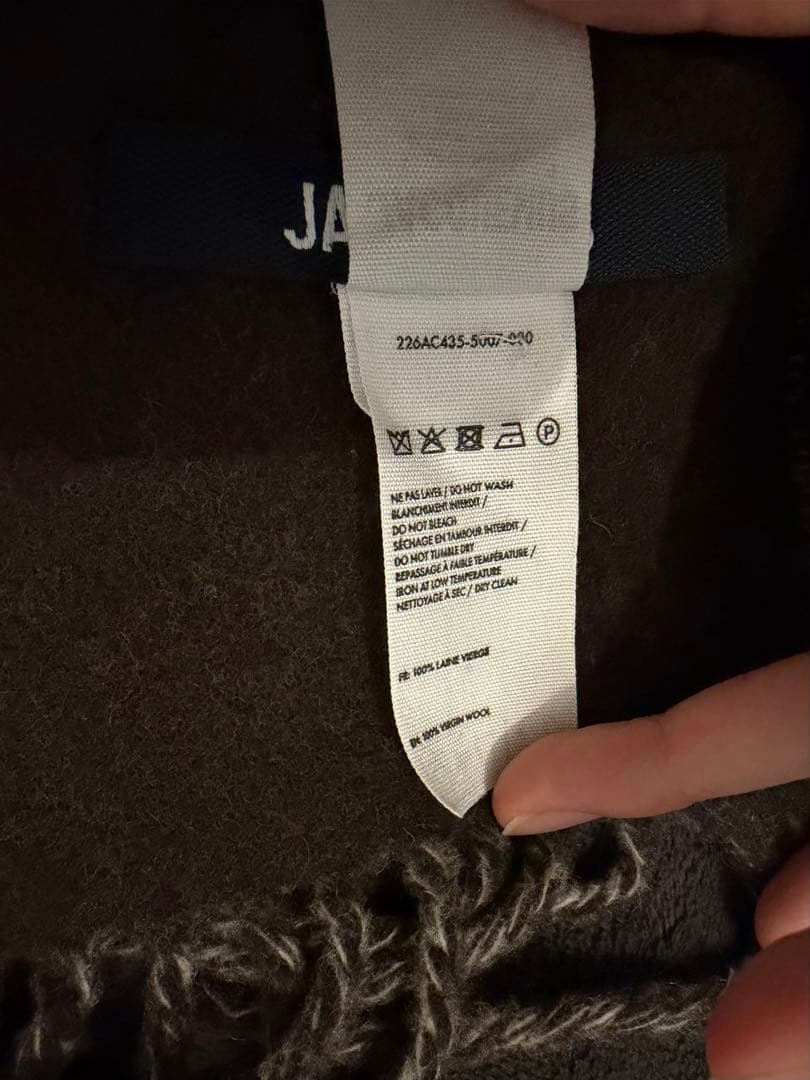 JA
226AC435-5007-
P
NE PAS LAVER / DO NOT WASH
BLANCHIMENT INTERDIT /
DO NOT BLEACH
SÉCHAGE EN TAMBOUR INTERDIT /
DO NOT TUMBLE DRY
REPASSAGE À FAIBLE TEMPÉRATURE /
IRON AT LOW TEMPERATURE
NETTOYAGE À SEC / DRY CLEAN
FR: 100% LAINE VIERGE
EN: 100% VIRGIN WOOL